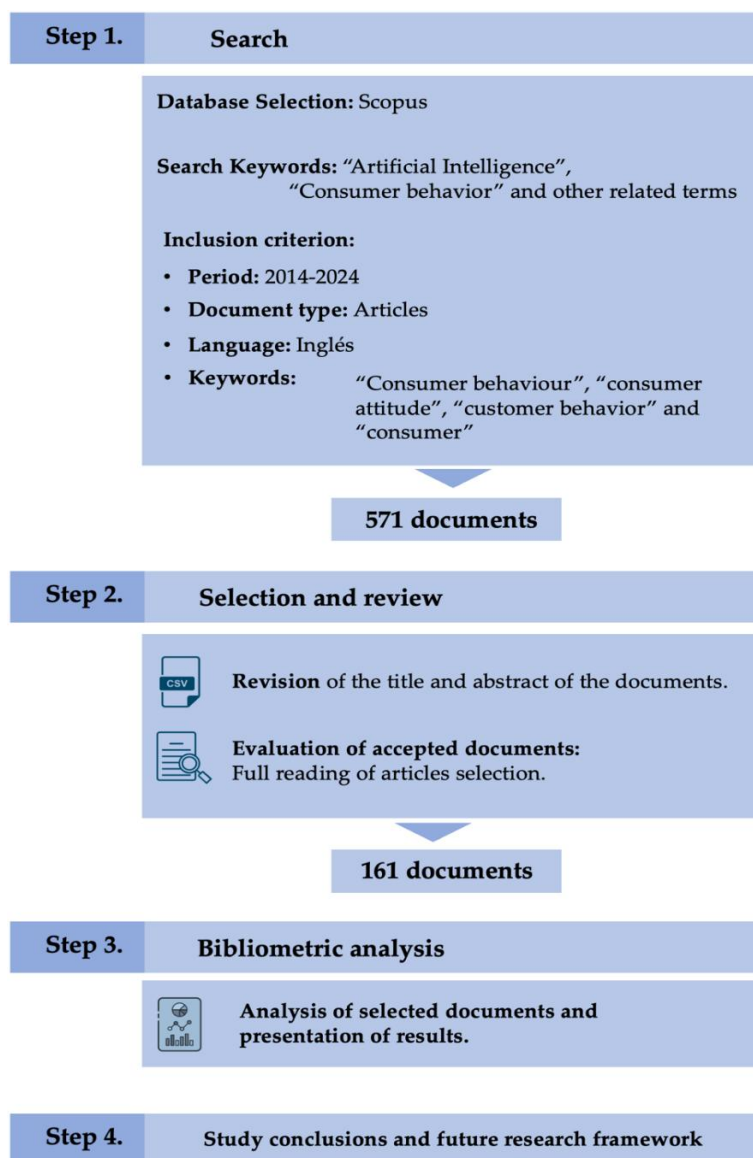 Step 1. Search
Database Selection: Scopus
Search Keywords: “Artificial Intelligence”,
“Consumer behavior” and other related terms
Inclusion criterion:
• Period: 2014-2024
• Document type: Articles
• Language: Inglés
• Keywords: “Consumer behaviour”, “consumer
attitude”, “customer behavior” and
“consumer”
571 documents
Step 2. Selection and review
CSV
Revision of the title and abstract of the documents.
Evaluation of accepted documents:
Full reading of articles selection.
161 documents
Step 3. Bibliometric analysis
Analysis of selected documents and
presentation of results.
Step 4. Study conclusions and future research framework